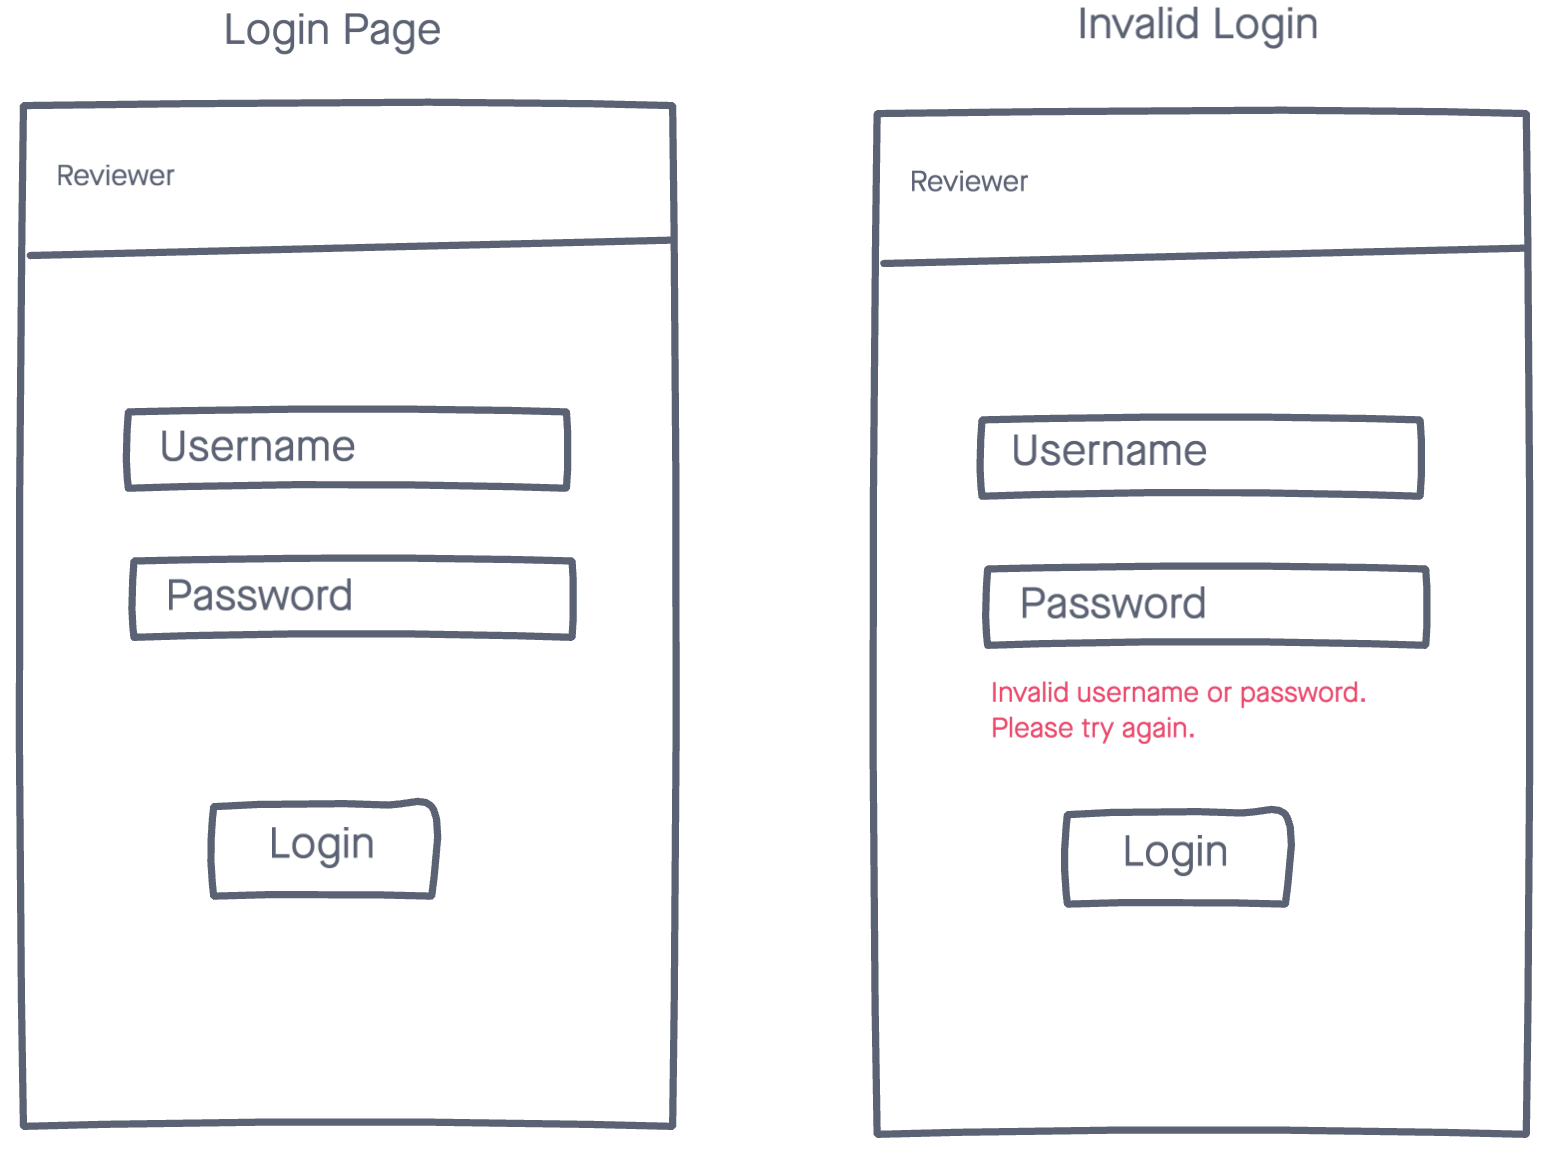 Login Page
Reviewer
Username
Password
Login
Invalid Login
Reviewer
Username
Password
Invalid username or password.
Please try again.
Login